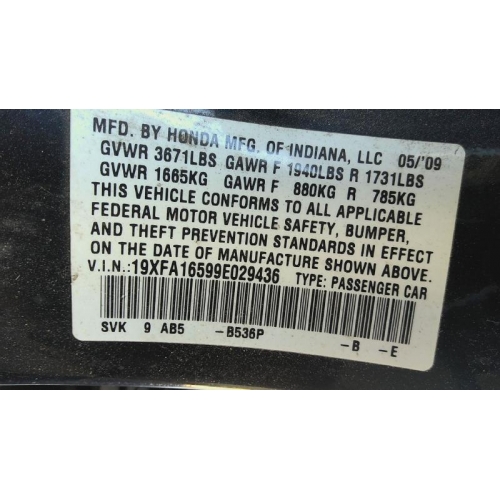 MFD. BY HONDA MFG. OF INDIANA, LLC 05/'09
GVWR 3671LBS GAWR F 1940LBS R 1731LBS
GVWR 1665KG GAWR F 880KG R 785KG
THIS VEHICLE CONFORMS TO ALL APPLICABLE
FEDERAL MOTOR VEHICLE SAFETY, BUMPER,
AND THEFT PREVENTION STANDARDS IN EFFECT
ON THE DATE OF MANUFACTURE SHOWN ABOVE.
V.I.N.:19XFA16599E029436 TYPE: PASSENGER CAR
SVK 9 AB5 -B536P -B -E